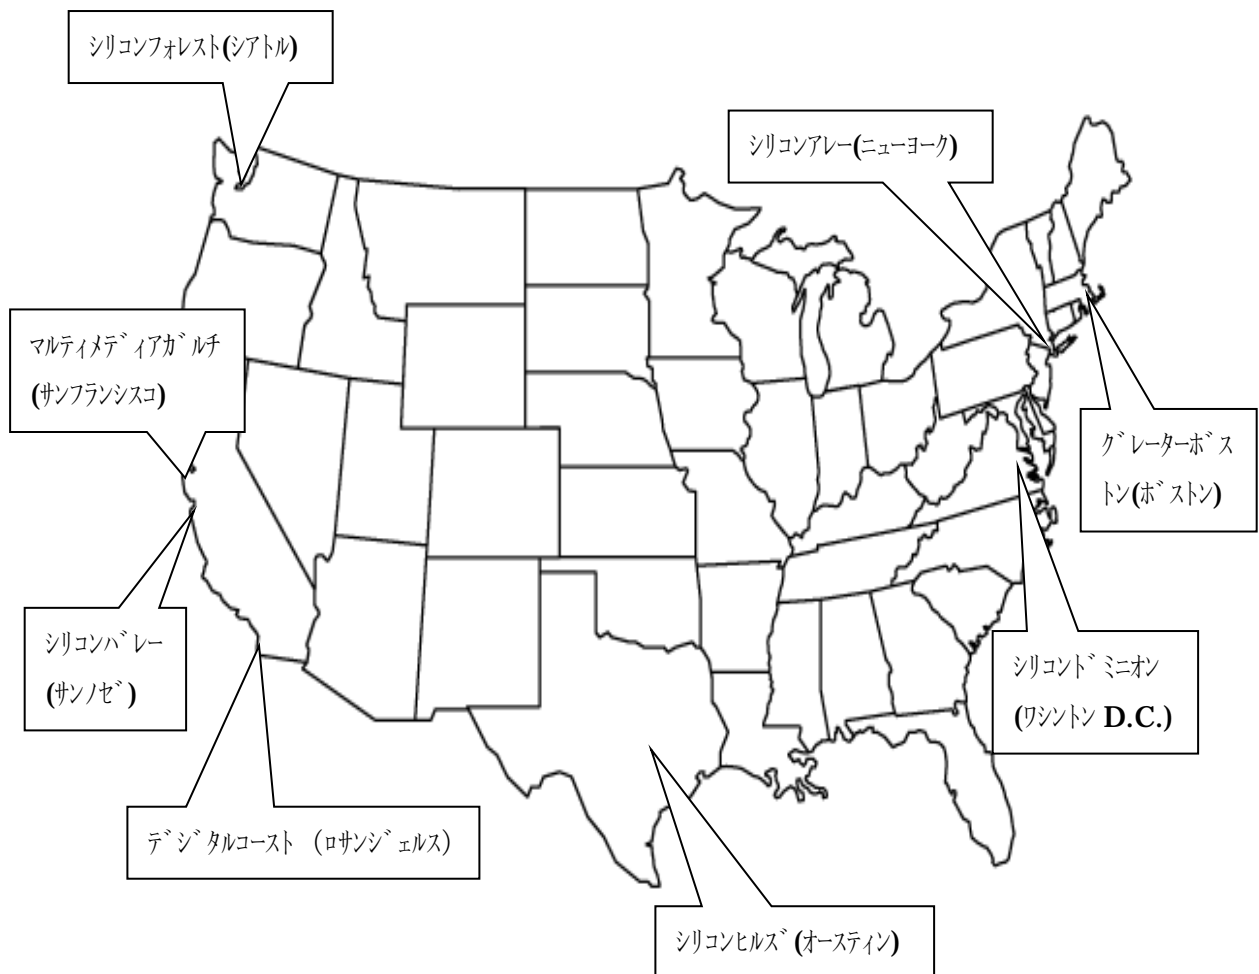 シリコンフォレスト(シアトル)
シリコンアレー(ニューヨーク)
マルティメディアガルチ
(サンフランシスコ)
グレーターボス
トン(ボストン)
シリコンバレー
(サンノゼ)
シリコンドミニオン
(ワシントン D.C.)
デジタルコースト （ロサンジェルス）
シリコンヒルズ(オースティン)